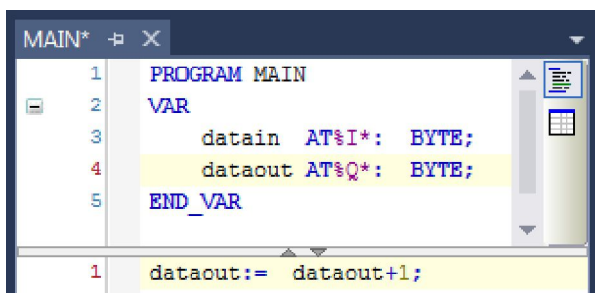 MAIN*
1 PROGRAM MAIN
2 VAR
3 datain AT%I*: BYTE;
4 dataout AT%Q*: BYTE;
5 END_VAR
1 dataout:= dataout+1;